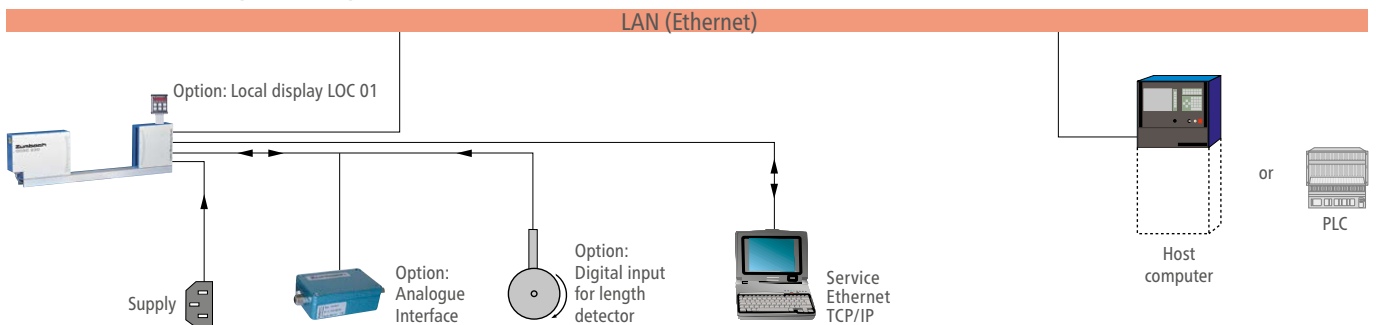 LAN (Ethernet)
Option: Local display LOC 01
Zumbach
Supply
Option:
Analogue
Interface
Option:
Digital input
for length
detector
Service
Ethernet
TCP/IP
Host
computer
or
PLC